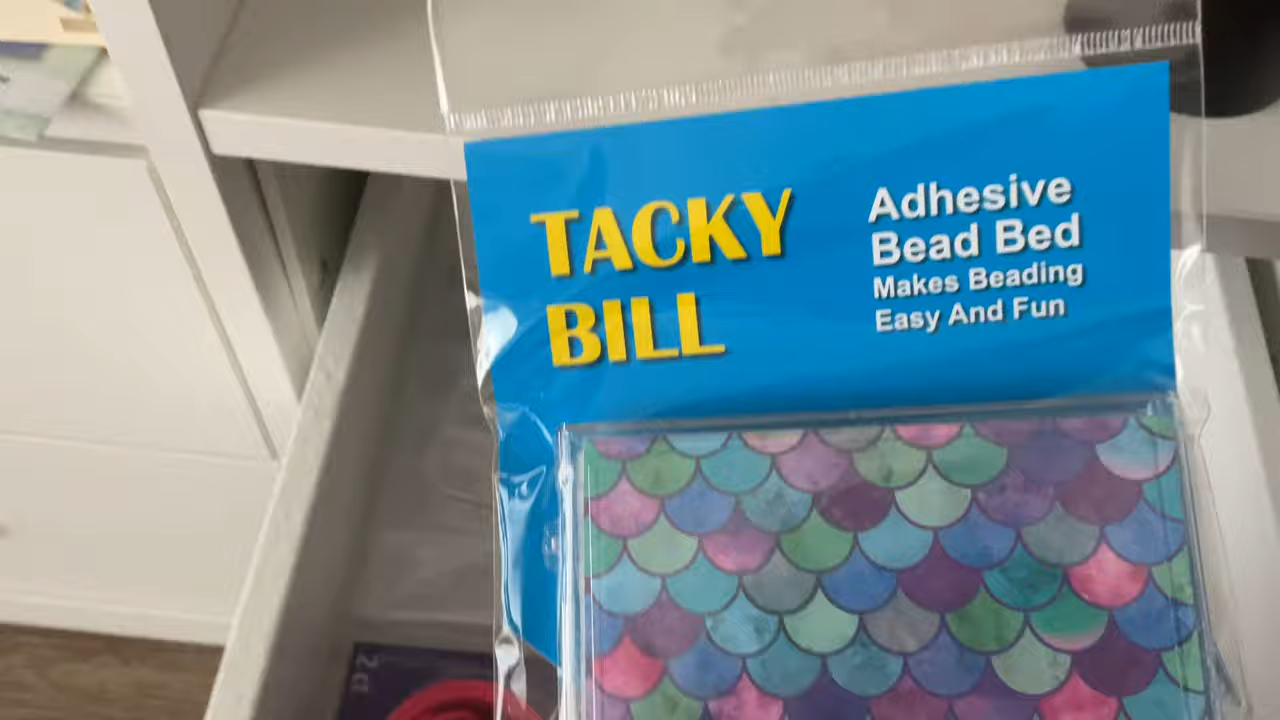 TACKY
BILL
Adhesive
Bead Bed
Makes Beading
Easy And Fun